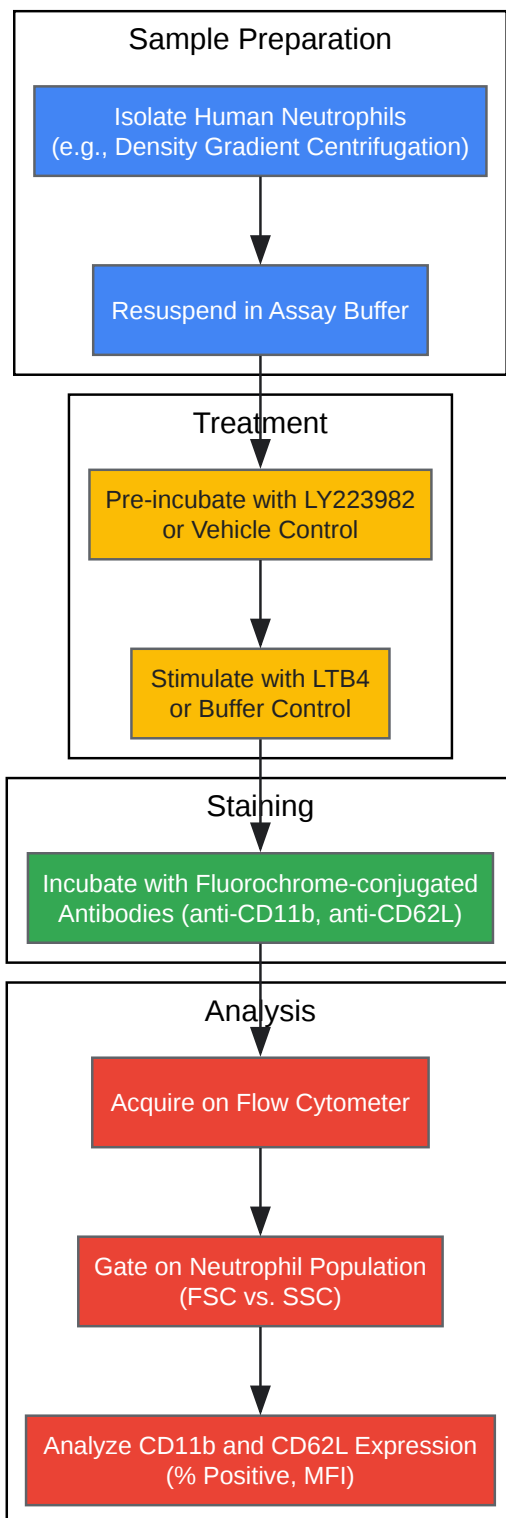 Sample Preparation
Isolate Human Neutrophils
(e.g., Density Gradient Centrifugation)
Resuspend in Assay Buffer
Treatment
Pre-incubate with LY223982
or Vehicle Control
Stimulate with LTB4
or Buffer Control
Staining
Incubate with Fluorochrome-conjugated
Antibodies (anti-CD11b, anti-CD62L)
Analysis
Acquire on Flow Cytometer
Gate on Neutrophil Population
(FSC vs. SSC)
Analyze CD11b and CD62L Expression
(% Positive, MFI)